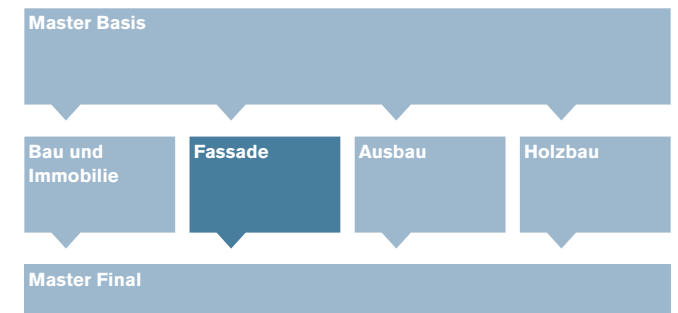 Master Basis
Bau und
Immobilie
Fassade
Ausbau
Holzbau
Master Final